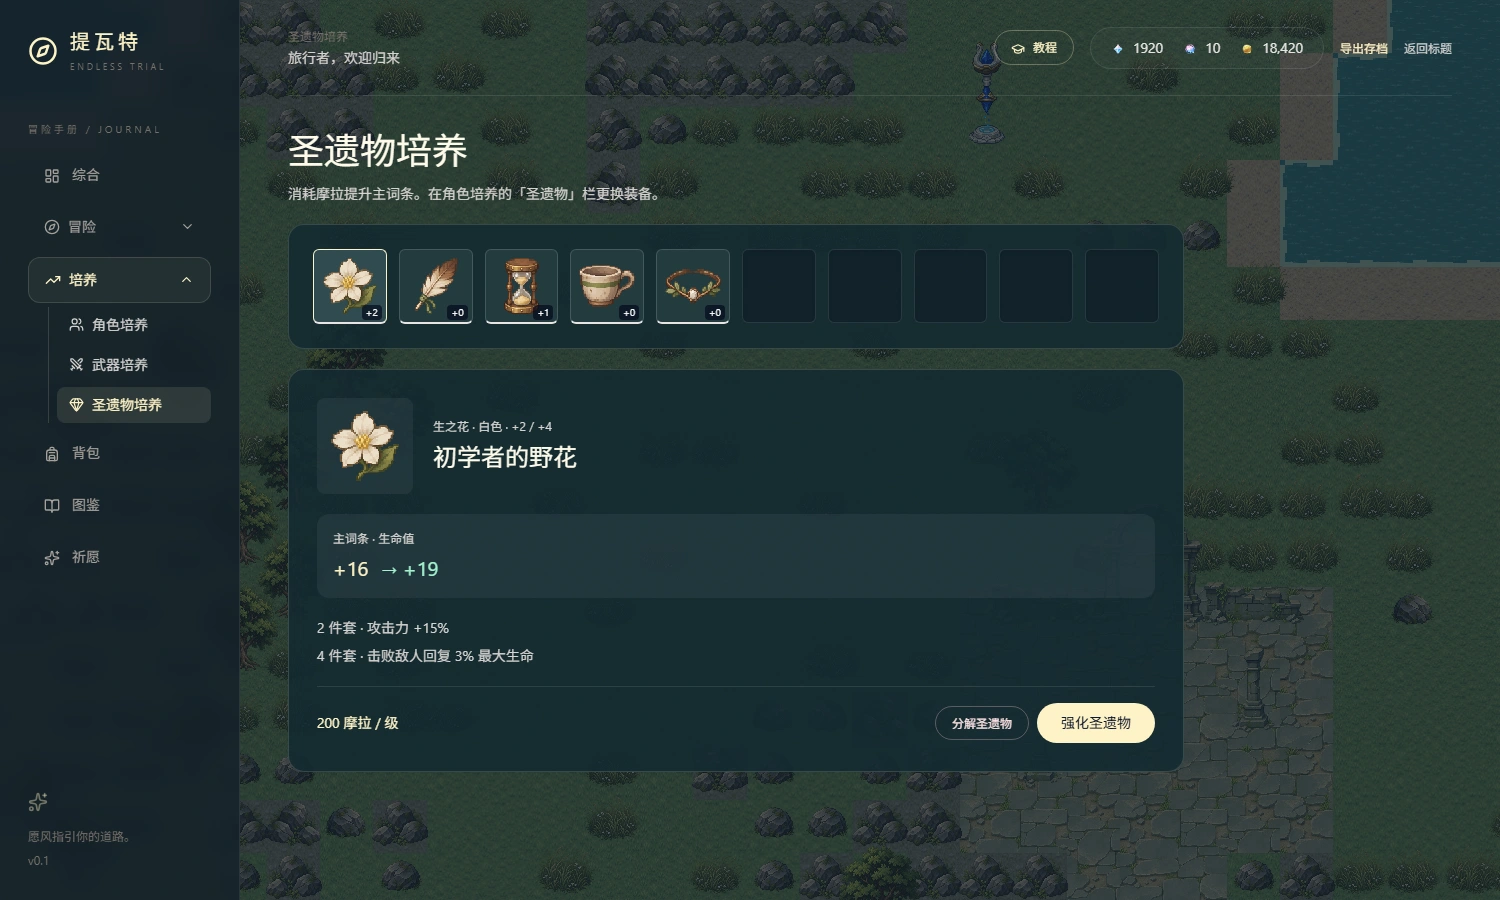 提瓦特
ENDLESS TRIAL
冒险手册 / JOURNAL
综合
冒险
培养
角色培养
武器培养
圣遗物培养
背包
图鉴
祈愿
愿风指引你的道路。
v0.1
圣遗物培养
旅行者，欢迎归来
教程
1920
10
18,420
导出存档
返回标题
圣遗物培养
消耗摩拉提升主词条。在角色培养的「圣遗物」栏更换装备。
+2
+0
+1
+0
+0
生之花 · 白色 · +2 / +4
初学者的野花
主词条 · 生命值
+16 → +19
2 件套 · 攻击力 +15%
4 件套 · 击败敌人回复 3% 最大生命
200 摩拉 / 级
分解圣遗物
强化圣遗物